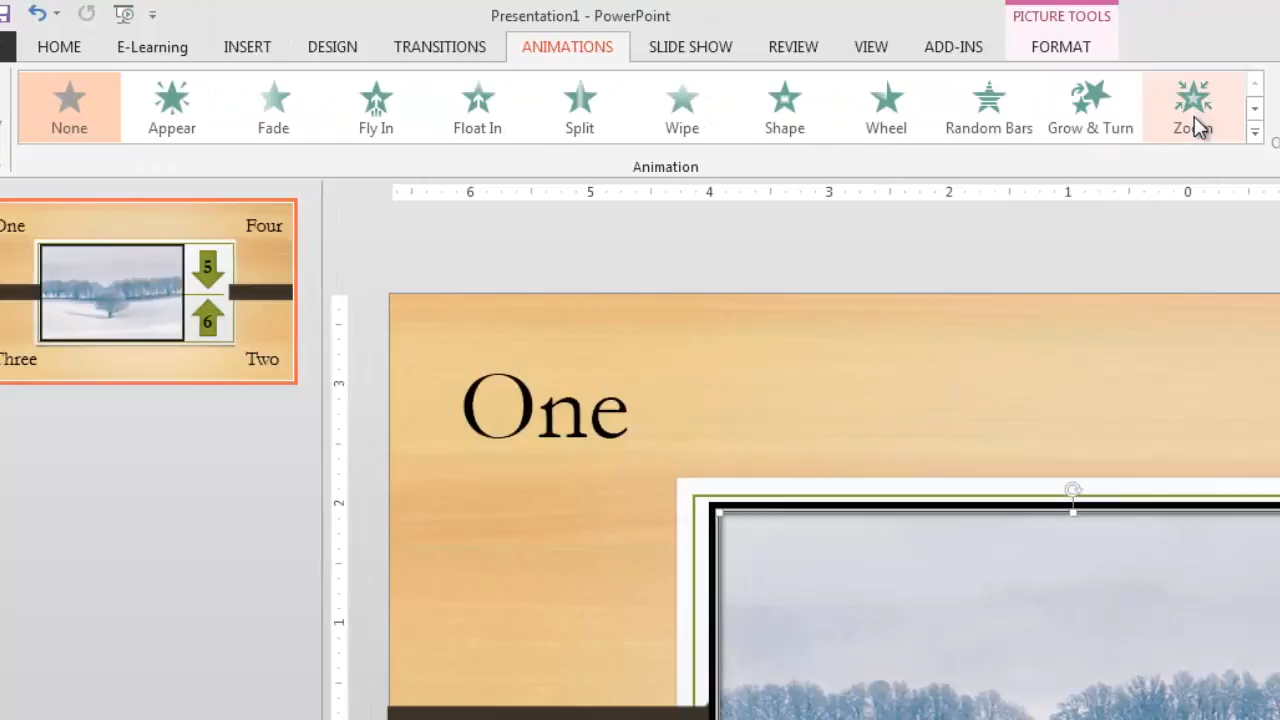 Presentation1 - PowerPoint
PICTURE TOOLS
HOME E-Learning INSERT DESIGN TRANSITIONS ANIMATIONS SLIDE SHOW REVIEW VIEW ADD-INS FORMAT
None Appear Fade Fly In Float In Split Wipe Shape Wheel Random Bars Grow & Turn Zoom
Animation
6 5 4 3 2 1 0
One Four
5
6
Three Two
3
2
1
One